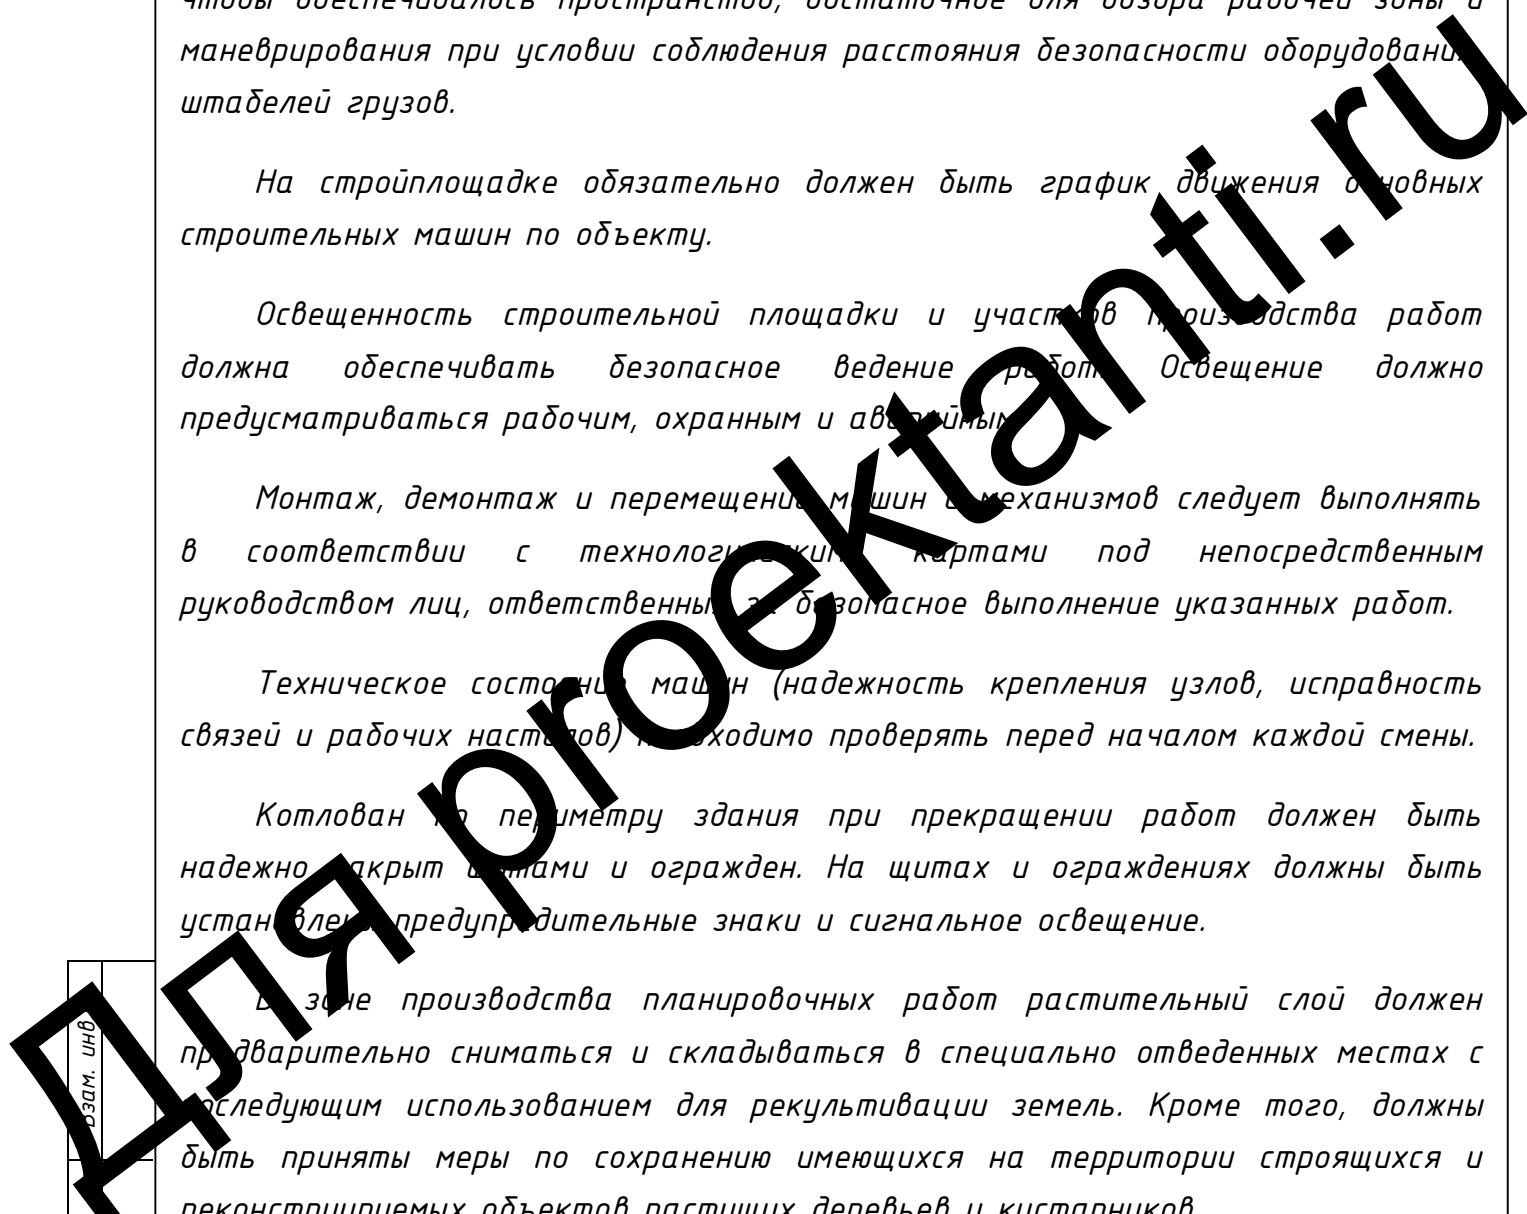 чтобы обеспечивалось пространство, достаточное для обзора рабочей зоны и
маневрирования при условии соблюдения расстояния безопасности оборудования,
штабелей грузов.
На стройплощадке обязательно должен быть график движения основных
строительных машин по объекту.
Освещенность строительной площадки и участков производства работ
должна обеспечивать безопасное ведение работ. Освещение должно
предусматриваться рабочим, охранным и аварийным.
Монтаж, демонтаж и перемещение машин и механизмов следует выполнять
в соответствии с технологическими картами под непосредственным
руководством лиц, ответственных за безопасное выполнение указанных работ.
Техническое состояние машин (надежность крепления узлов, исправность
связей и рабочих настилов) необходимо проверять перед началом каждой смены.
Котлован по периметру здания при прекращении работ должен быть
надежно закрыт щитами и огражден. На щитах и ограждениях должны быть
установлены предупредительные знаки и сигнальное освещение.
В зоне производства планировочных работ растительный слой должен
предварительно сниматься и складываться в специально отведенных местах с
последующим использованием для рекультивации земель. Кроме того, должны
быть приняты меры по сохранению имеющихся на территории строящихся и
реконструируемых объектов растущих деревьев и кустарников.
Взам. инв
Для proektanti.ru